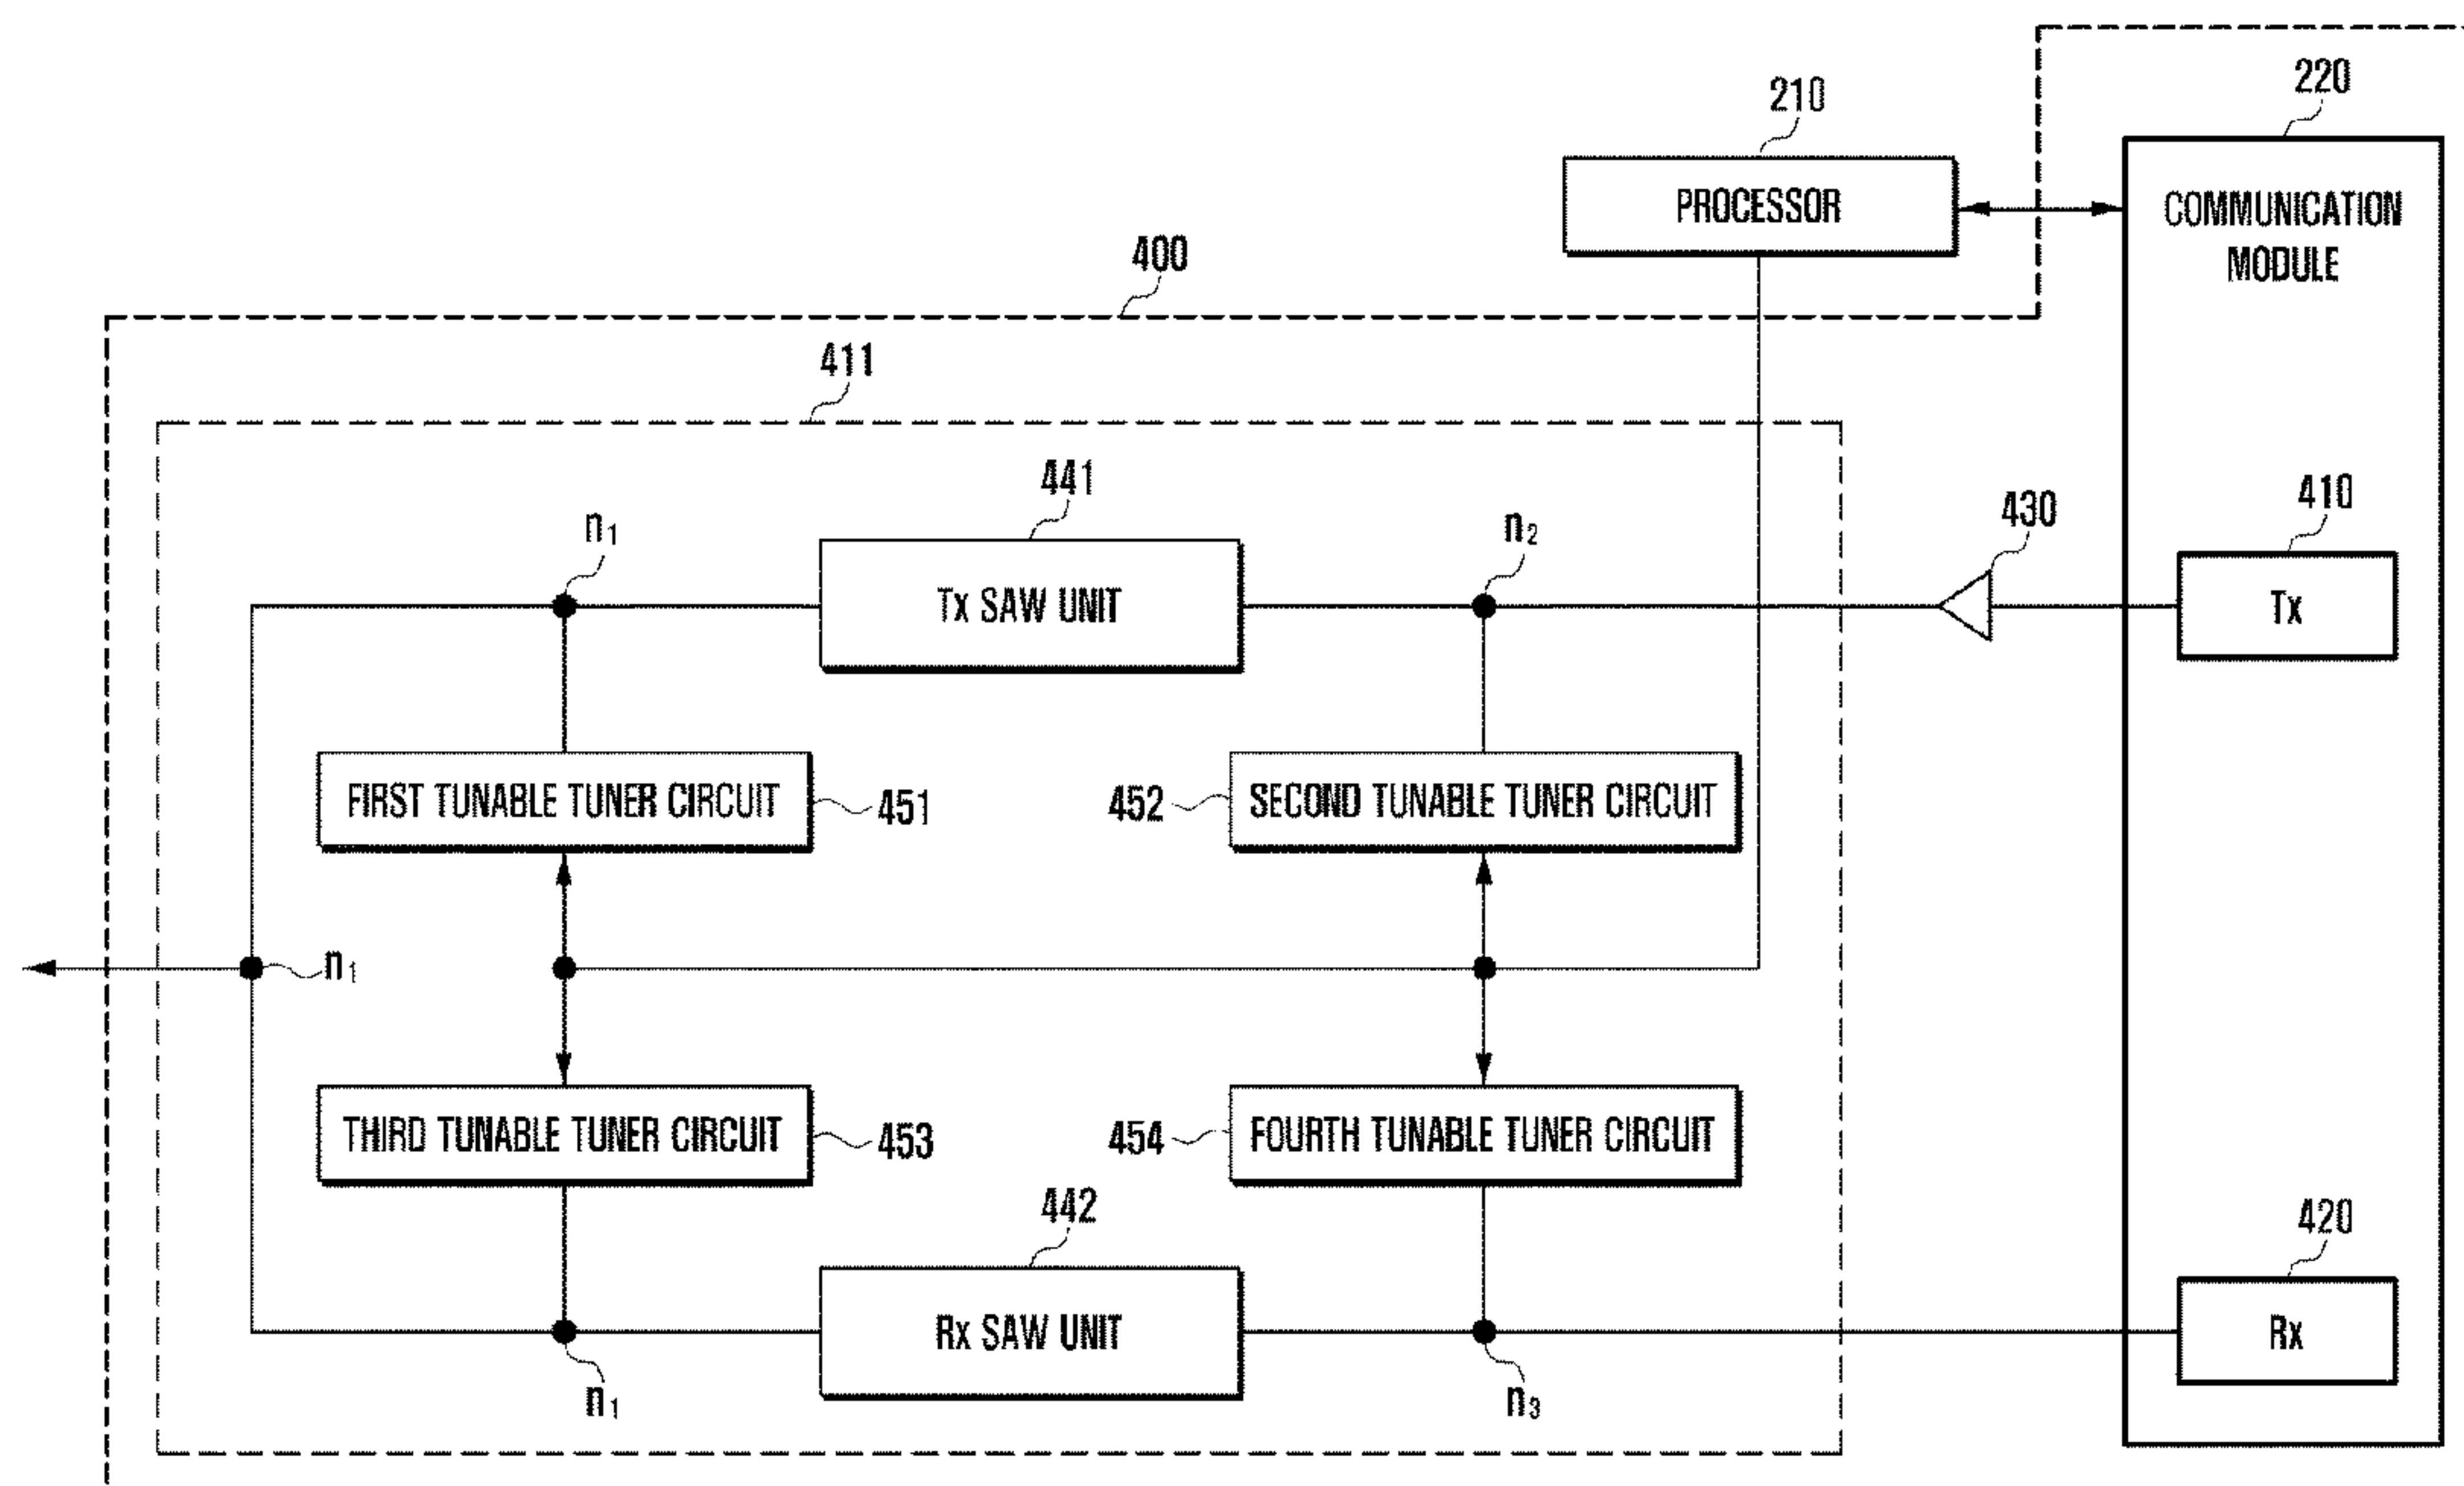 220
210
PROCESSOR
COMMUNICATION
MODULE
400
411
441
n1
n2
430
410
Tx SAW UNIT
Tx
FIRST TUNABLE TUNER CIRCUIT
451
452
SECOND TUNABLE TUNER CIRCUIT
n1
THIRD TUNABLE TUNER CIRCUIT
453
454
FOURTH TUNABLE TUNER CIRCUIT
442
420
Rx SAW UNIT
Rx
n1
n3